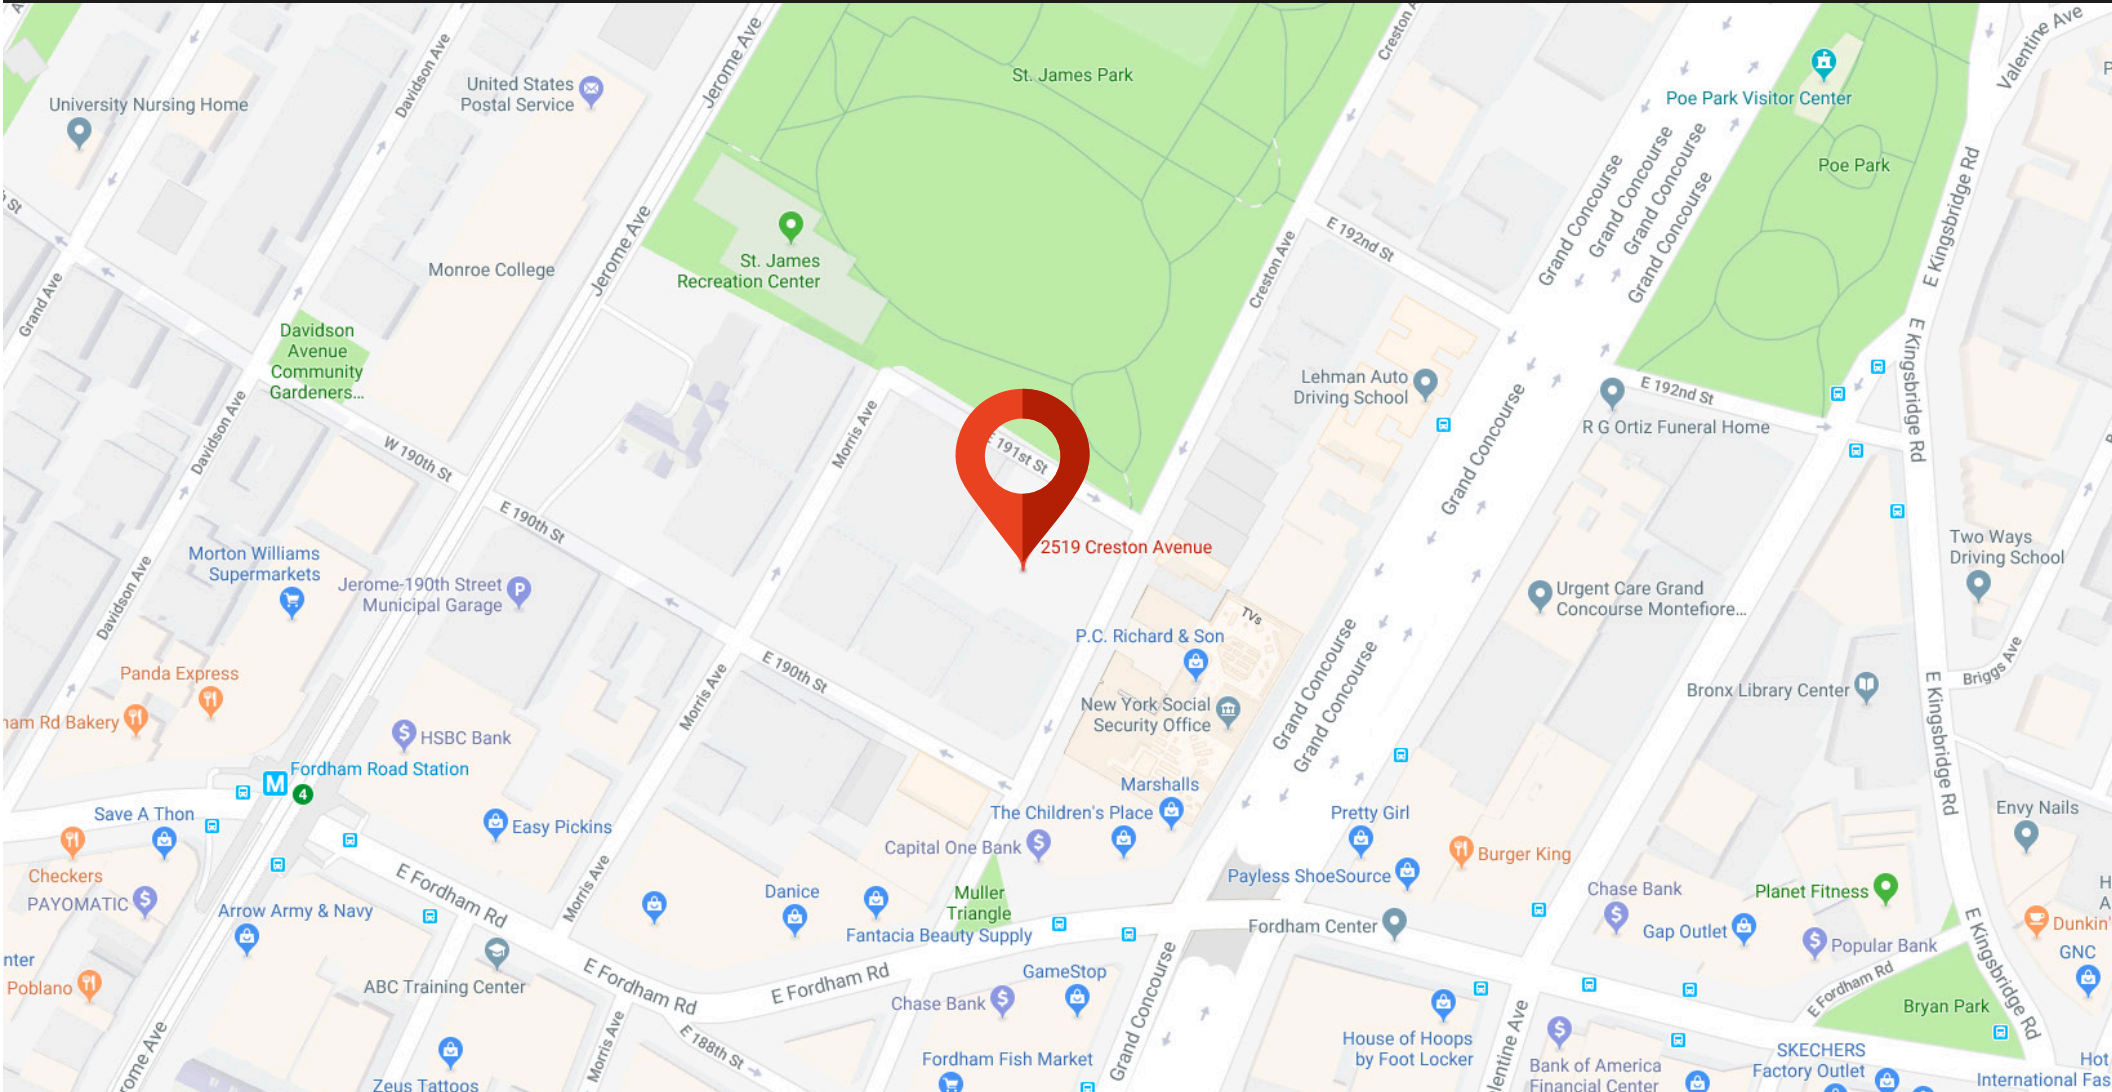 Davidson Ave
United States
Postal Service
University Nursing Home
Jerome Ave
St. James Park
Valentine Ave
Poe Park Visitor Center
Poe Park
Grand Concourse
Grand Concourse
Grand Concourse
Grand Concourse
E Kingsbridge Rd
E 192nd St
Creston Ave
St. James
Recreation Center
Monroe College
Jerome Ave
Grand Ave
Davidson
Avenue
Community
Gardeners...
E Kingsbridge Rd
Lehman Auto
Driving School
E 192nd St
R G Ortiz Funeral Home
Davidson Ave
W 190th St
Morris Ave
191st St
Grand Concourse
E 190th St
2519 Creston Avenue
Two Ways
Driving School
Morton Williams
Supermarkets
Jerome-190th Street
Municipal Garage
P
Davidson Ave
Urgent Care Grand
Concourse Montefiore...
TVs
P.C. Richard & Son
E 190th St
Morris Ave
Grand Concourse
Grand Concourse
Briggs Ave
Panda Express
Bronx Library Center
New York Social
Security Office
E Kingsbridge Rd
Rd Bakery
HSBC Bank
M
Fordham Road Station
4
Marshalls
The Children's Place
Pretty Girl
Envy Nails
Save A Thon
Easy Pickins
Capital One Bank
Burger King
Checkers
PAYOMATIC
E Fordham Rd
Morris Ave
Danice
Muller
Triangle
Payless ShoeSource
Chase Bank
Planet Fitness
Arrow Army & Navy
Fantacia Beauty Supply
Fordham Center
Gap Outlet
Popular Bank
Dunkin'
GNC
E Kingsbridge Rd
Poblano
ABC Training Center
E Fordham Rd
E Fordham Rd
GameStop
Chase Bank
Grand Concourse
E Fordham Rd
Bryan Park
Morris Ave
E 188th St
House of Hoops
by Foot Locker
Fordham Fish Market
Bank of America
Financial Center
SKECHERS
Factory Outlet
Hot
International
Zeus Tattoos